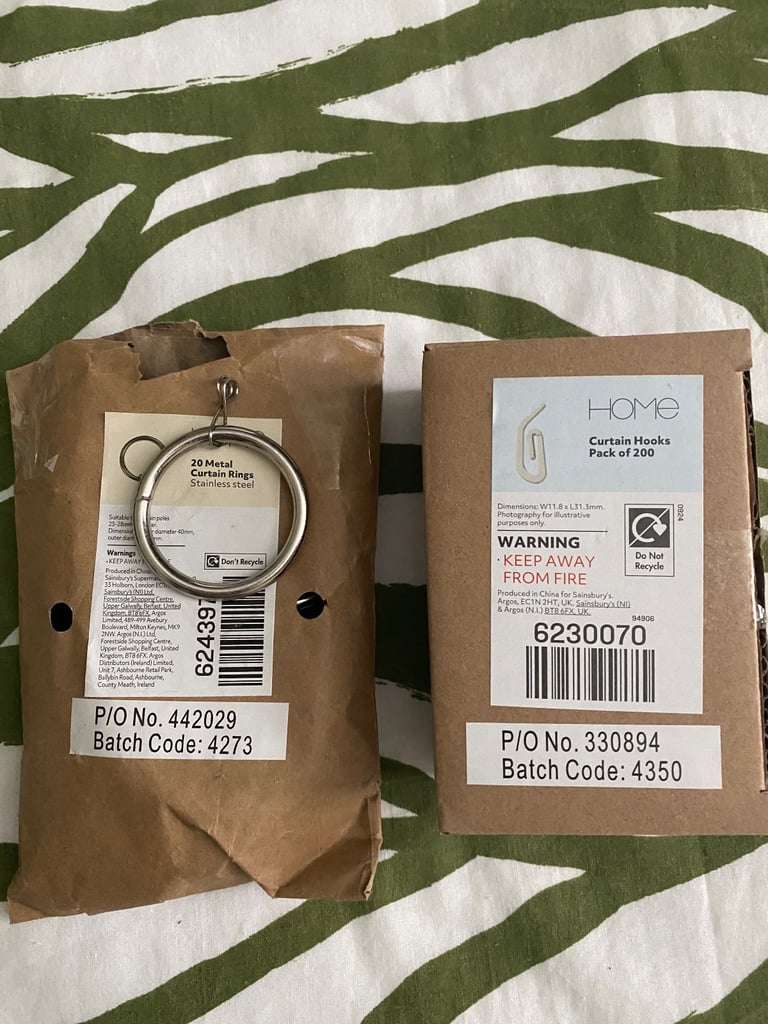 20 Metal
Curtain Rings
Stainless steel
Suitable poles
25-28mm
diameter 40mm,
outer
Warnings
· KEEP AWAY
Don't Recycle
Produced in China
Sainsbury's
33 Holborn, London
Sainsbury's (NI) Ltd,
Forestside Shopping Centre,
Upper Galwally, Belfast, United
Kingdom, BT8 6FX. Argos
Limited, 489-499 Avebury
Boulevard, Milton Keynes, MK9
2NW. Argos (N.I.) Ltd,
Forestside Shopping Centre,
Upper Galwally, Belfast, United
Kingdom, BT8 6FX. Argos
Distributors (Ireland) Limited,
Unit 7, Ashbourne Retail Park,
Ballybin Road, Ashbourne,
County Meath, Ireland
624397
P/O No. 442029
Batch Code: 4273
HOME
Curtain Hooks
Pack of 200
Dimensions: W11.8 x L31.3mm.
Photography for illustrative
purposes only.
WARNING
· KEEP AWAY
FROM FIRE
0924
Do Not
Recycle
Produced in China for Sainsbury's.
Argos, EC1N 2HT, UK. Sainsbury's (NI)
& Argos (N.I.) BT8 6FX, UK.
94906
6230070
P/O No. 330894
Batch Code: 4350